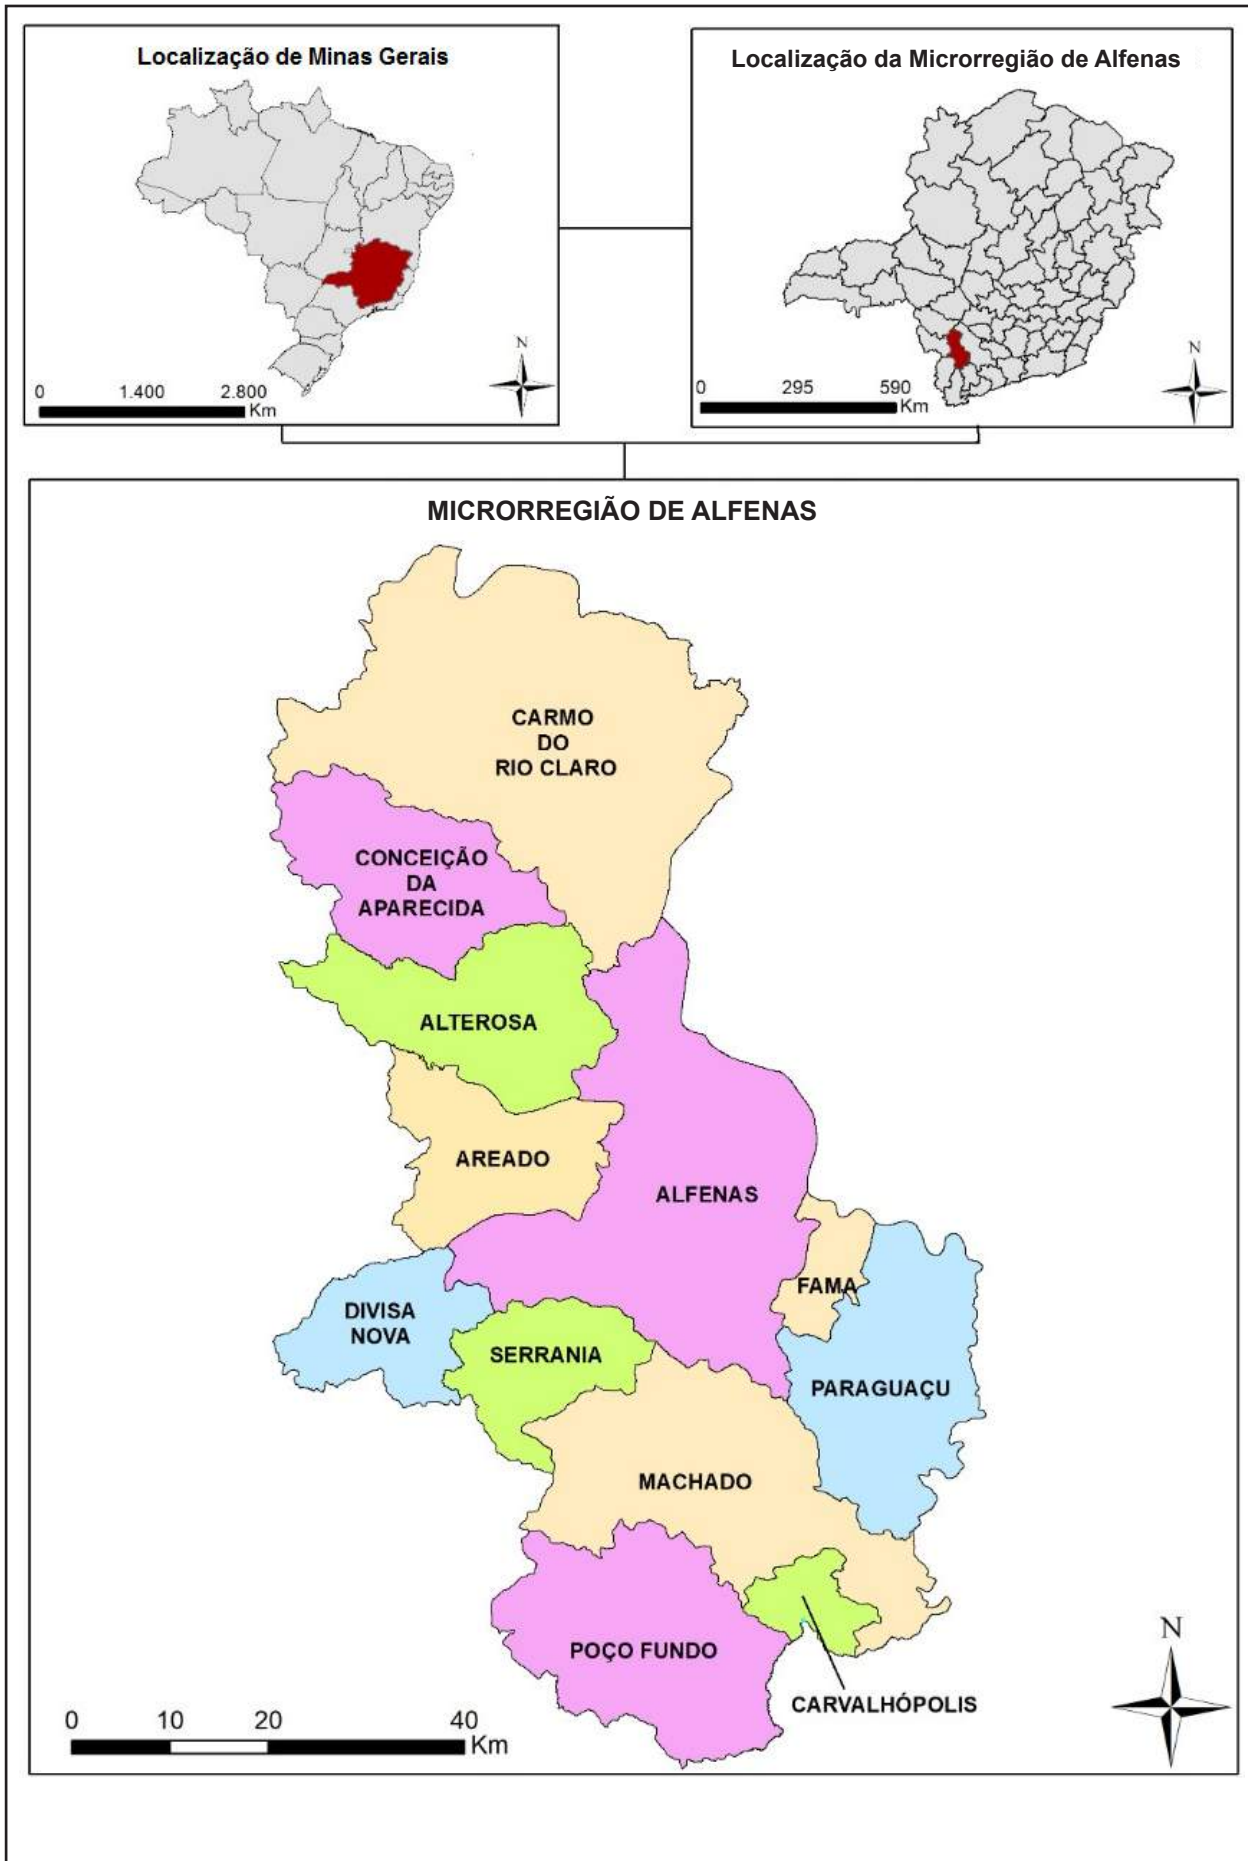 Localização de Minas Gerais
N
0 1.400 2.800
Km
Localização da Microrregião de Alfenas
N
0 295 590
Km
MICRORREGIÃO DE ALFENAS
CARMO
DO
RIO CLARO
CONCEIÇÃO
DA
APARECIDA
ALTEROSA
AREADO
ALFENAS
FAMA
DIVISA
NOVA
SERRANIA
PARAGUAÇU
MACHADO
POÇO FUNDO
CARVALHÓPOLIS
N
0 10 20 40
Km